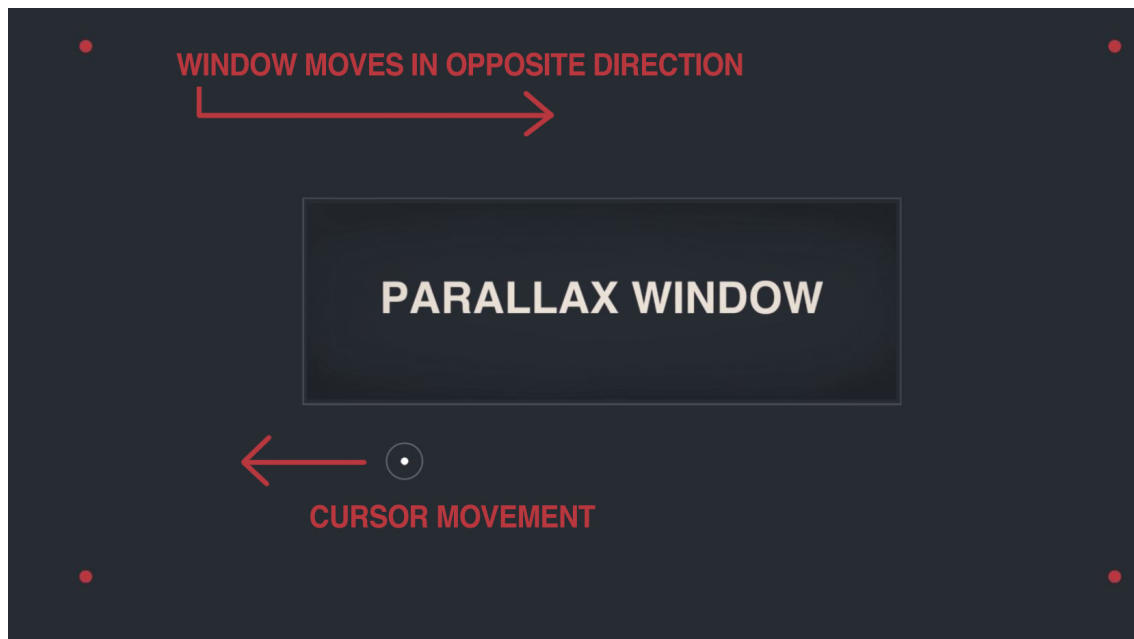 WINDOW MOVES IN OPPOSITE DIRECTION
PARALLAX WINDOW
CURSOR MOVEMENT